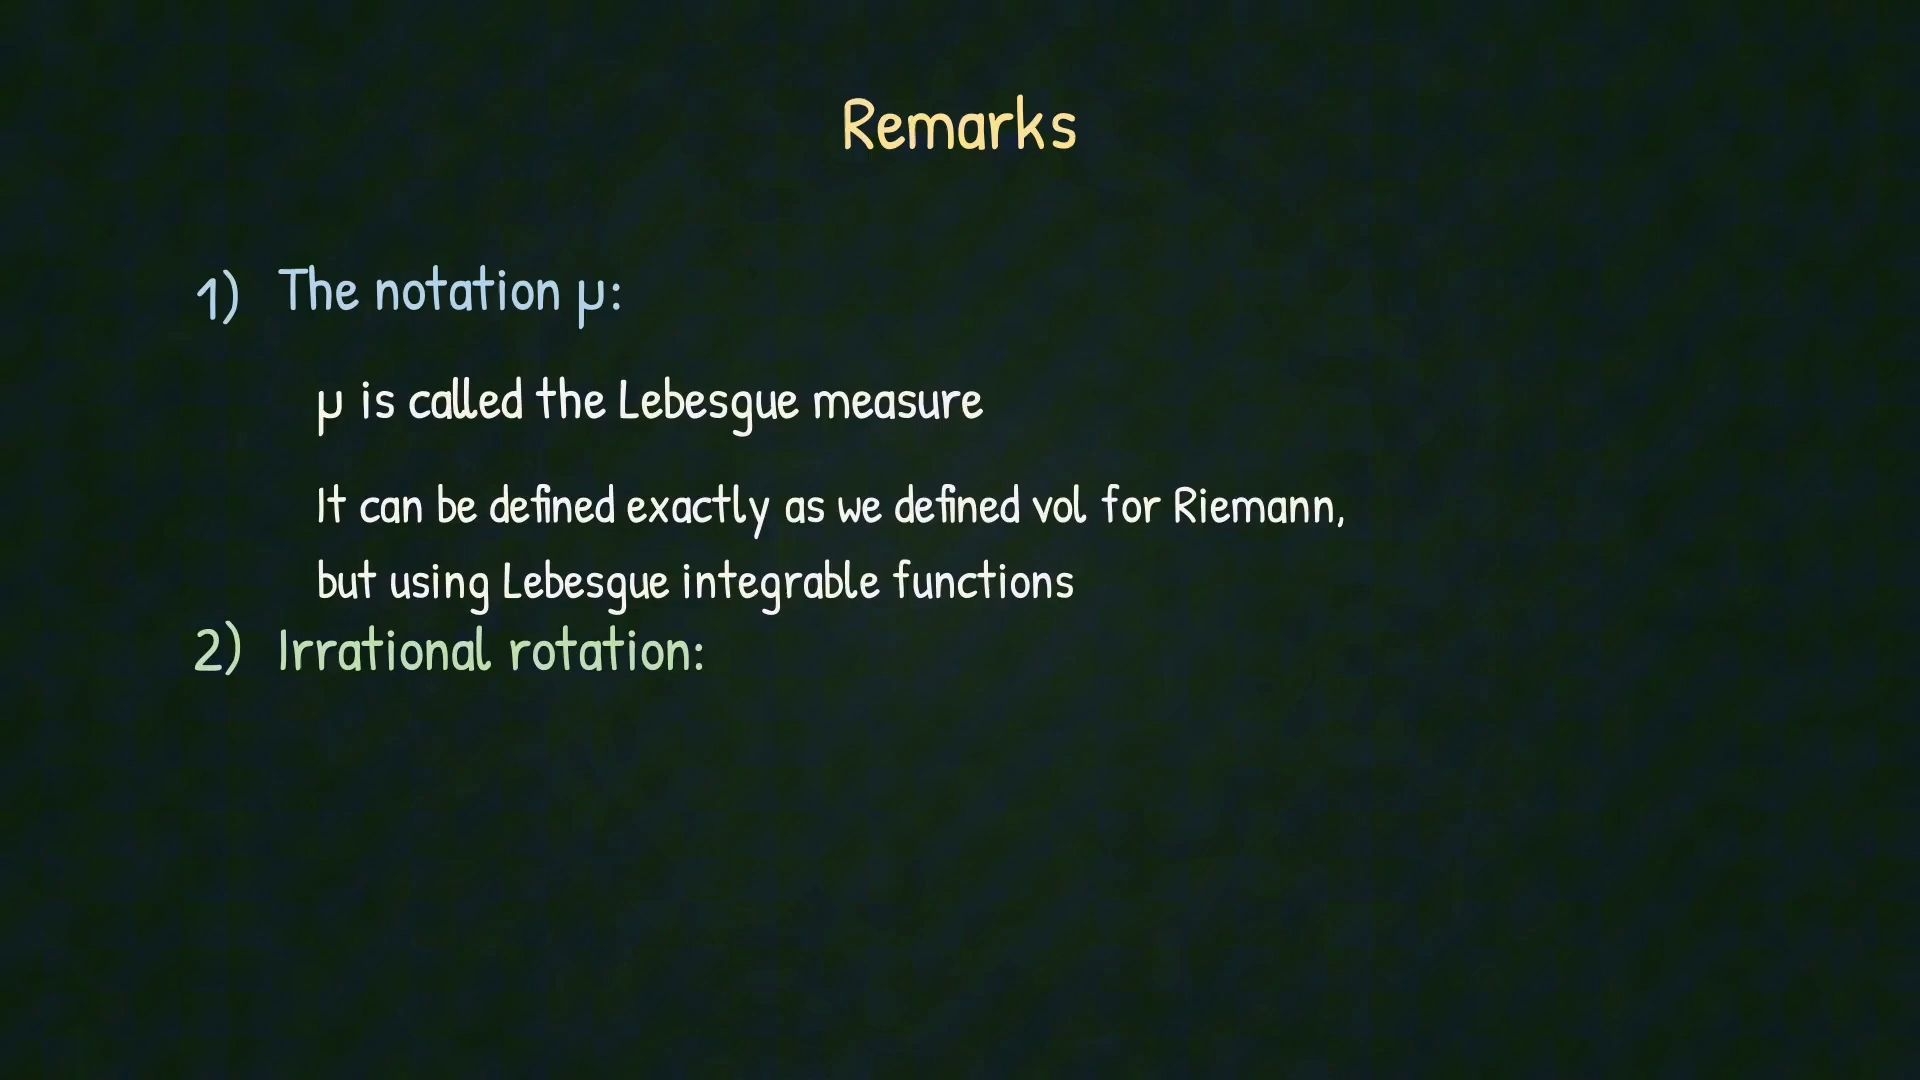 Remarks
1) The notation μ:
μ is called the Lebesgue measure
It can be defined exactly as we defined vol for Riemann,
but using Lebesgue integrable functions
2) Irrational rotation: